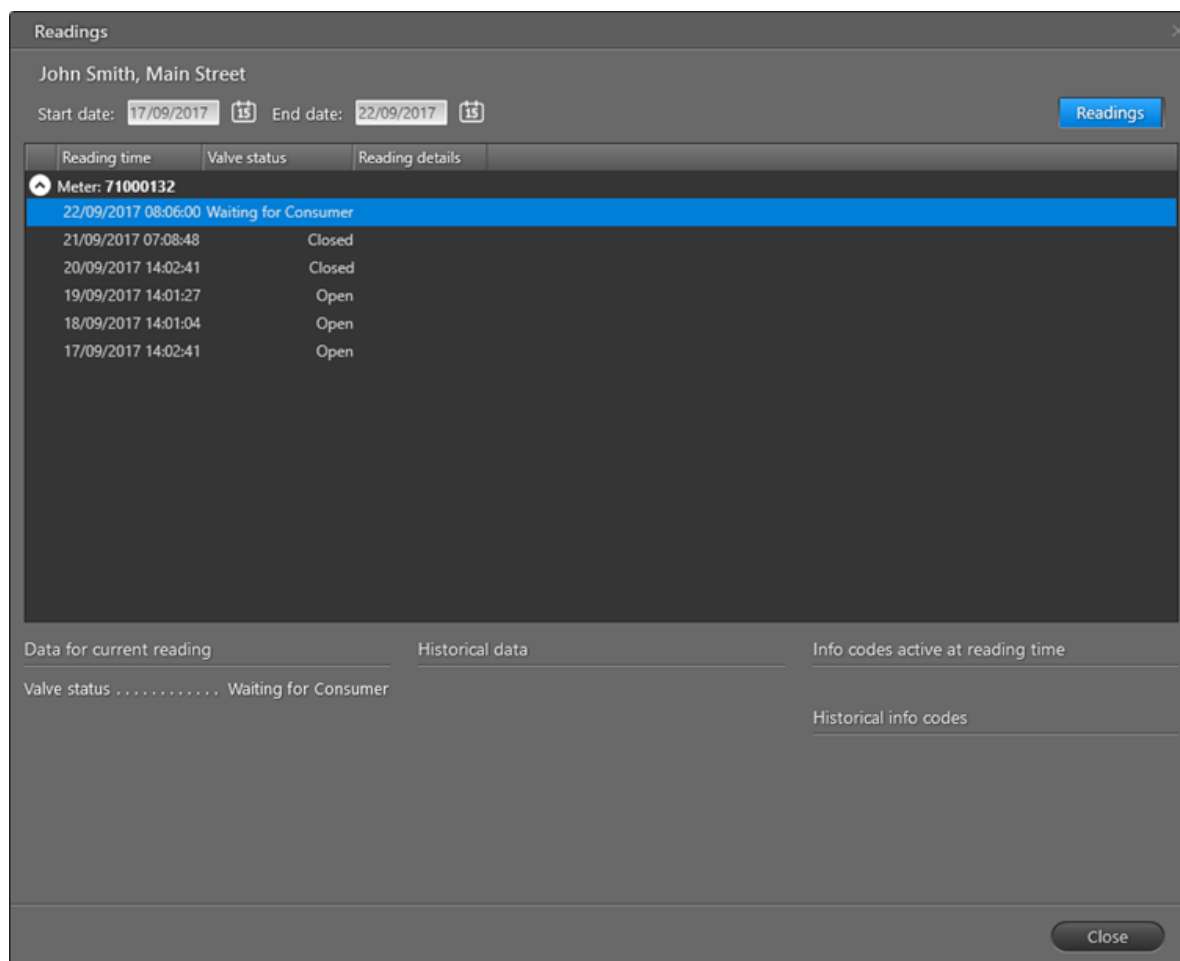 Readings
John Smith, Main Street
Start date: 17/09/2017 15 End date: 22/09/2017 15 Readings
Reading time Valve status Reading details
Meter: 71000132
22/09/2017 08:06:00 Waiting for Consumer
21/09/2017 07:08:48 Closed
20/09/2017 14:02:41 Closed
19/09/2017 14:01:27 Open
18/09/2017 14:01:04 Open
17/09/2017 14:02:41 Open
Data for current reading Historical data Info codes active at reading time
Valve status . . . . . . . . . . . . Waiting for Consumer
Historical info codes
Close